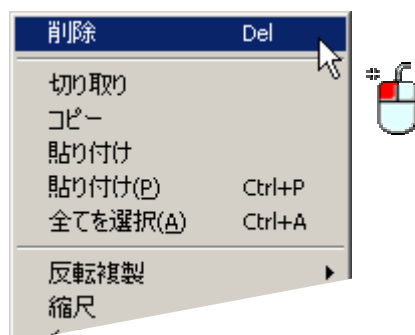 削除 Del
切り取り
コピー
貼り付け
貼り付け(P) Ctrl+P
全てを選択(A) Ctrl+A
反転複製
縮尺